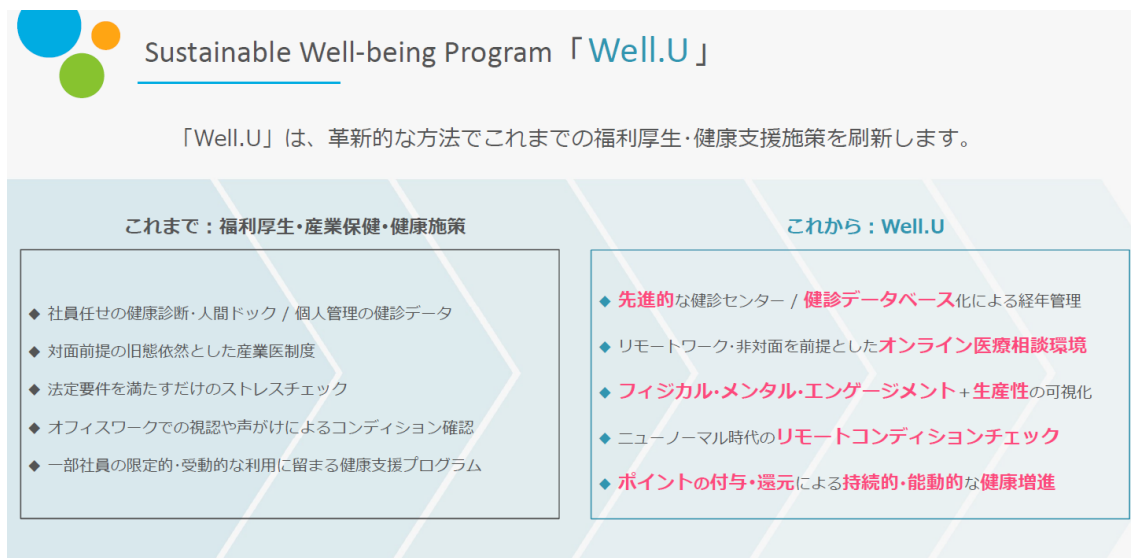 Sustainable Well-being Program「Well.U」
「Well.U」は、革新的な方法でこれまでの福利厚生･健康支援施策を刷新します。
これまで：福利厚生･産業保健･健康施策
◆ 社員任せの健康診断･人間ドック / 個人管理の健診データ
◆ 対面前提の旧態依然とした産業医制度
◆ 法定要件を満たすだけのストレスチェック
◆ オフィスワークでの視認や声がけによるコンディション確認
◆ 一部社員の限定的･受動的な利用に留まる健康支援プログラム
これから：Well.U
◆ 先進的な健診センター / 健診データベース化による経年管理
◆ リモートワーク･非対面を前提としたオンライン医療相談環境
◆ フィジカル･メンタル･エンゲージメント+生産性の可視化
◆ ニューノーマル時代のリモートコンディションチェック
◆ ポイントの付与･還元による持続的･能動的な健康増進